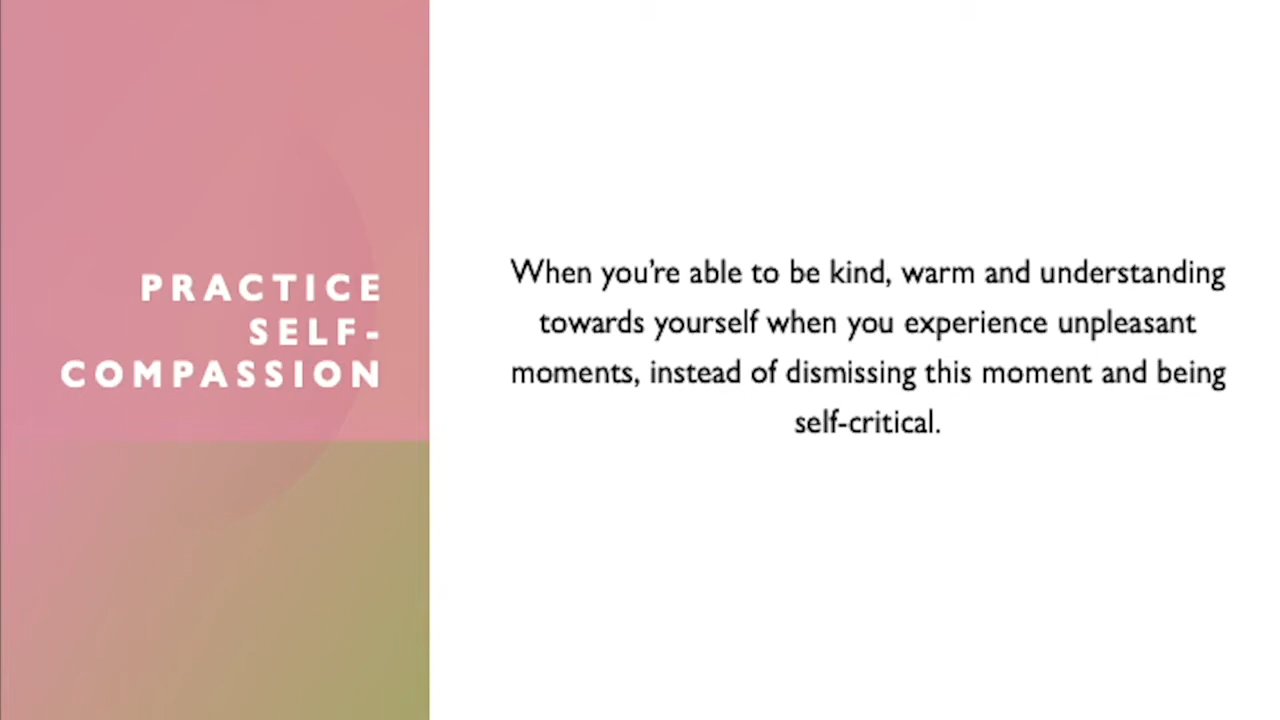 PRACTICE
SELF-
COMPASSION
When you’re able to be kind, warm and understanding
towards yourself when you experience unpleasant
moments, instead of dismissing this moment and being
self-critical.